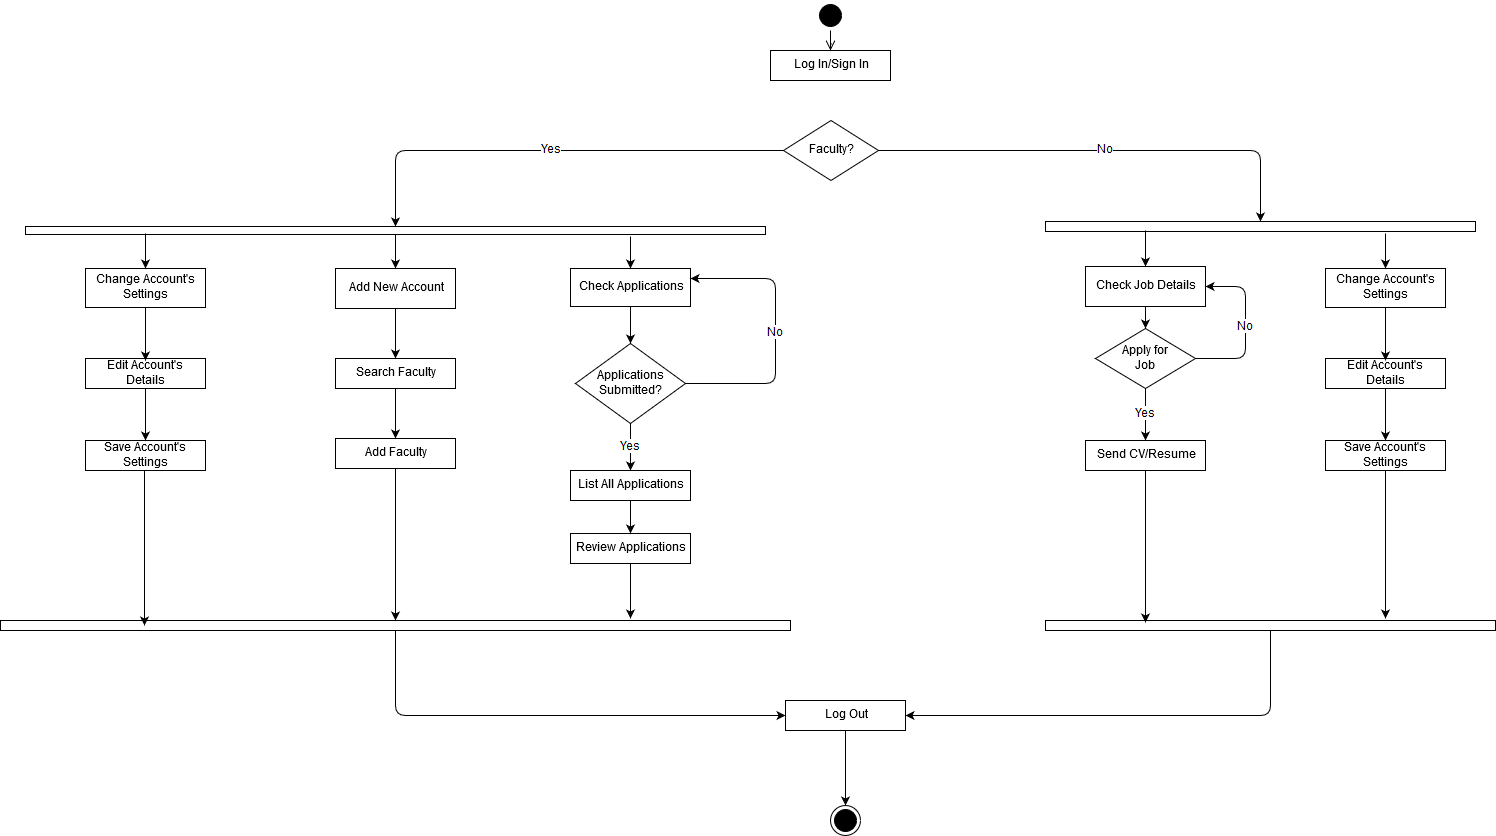 Log In/Sign In
Faculty?
Yes
No
Change Account's
Settings
Add New Account
Check Applications
Check Job Details
Change Account's
Settings
No
No
Edit Account's
Details
Search Faculty
Applications
Submitted?
Apply for
Job
Edit Account's
Details
Yes
Yes
Save Account's
Settings
Add Faculty
List All Applications
Send CV/Resume
Save Account's
Settings
Review Applications
Log Out